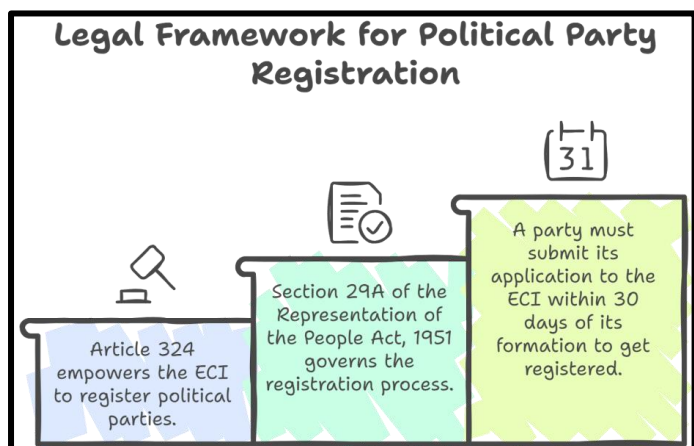 Legal Framework for Political Party
Registration
31
Article 324
empowers the ECI
to register political
parties.
Section 29A of the
Representation of
the People Act, 1951
governs the
registration process.
A party must
submit its
application to the
ECI within 30
days of its
formation to get
registered.